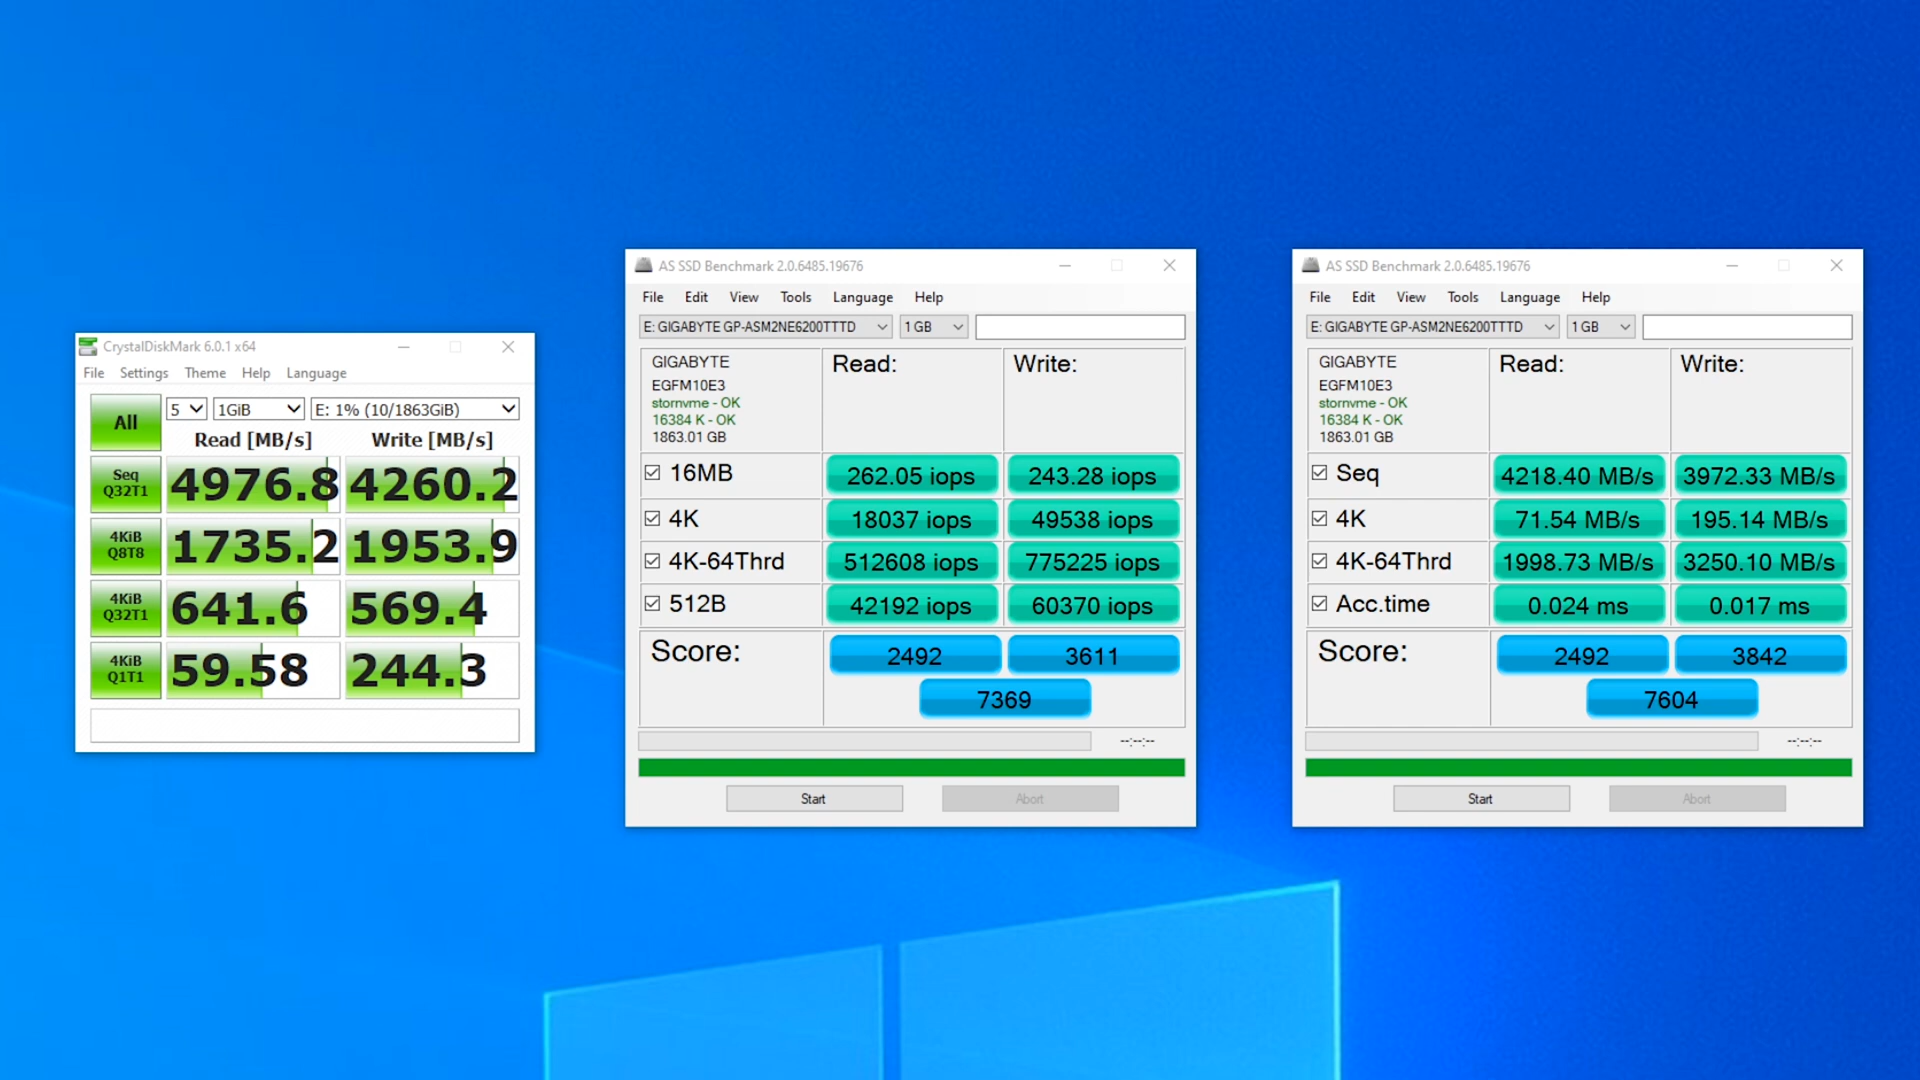 CrystalDiskMark 6.0.1 x64
File Settings Theme Help Language
All 5 1GiB E: 1% (10/1863GiB)
Read [MB/s] Write [MB/s]
Seq
Q32T1 4976.8 4260.2
4KiB
Q8T8 1735.2 1953.9
4KiB
Q32T1 641.6 569.4
4KiB
Q1T1 59.58 244.3
AS SSD Benchmark 2.0.6485.19676
File Edit View Tools Language Help
E: GIGABYTE GP-ASM2NE6200TTTD 1 GB
GIGABYTE Read: Write:
EGFM10E3
stornvme - OK
16384 K - OK
1863.01 GB
16MB 262.05 iops 243.28 iops
4K 18037 iops 49538 iops
4K-64Thrd 512608 iops 775225 iops
512B 42192 iops 60370 iops
Score: 2492 3611
7369
--:--:--
Start Abort
AS SSD Benchmark 2.0.6485.19676
File Edit View Tools Language Help
E: GIGABYTE GP-ASM2NE6200TTTD 1 GB
GIGABYTE Read: Write:
EGFM10E3
stornvme - OK
16384 K - OK
1863.01 GB
Seq 4218.40 MB/s 3972.33 MB/s
4K 71.54 MB/s 195.14 MB/s
4K-64Thrd 1998.73 MB/s 3250.10 MB/s
Acc.time 0.024 ms 0.017 ms
Score: 2492 3842
7604
--:--:--
Start Abort